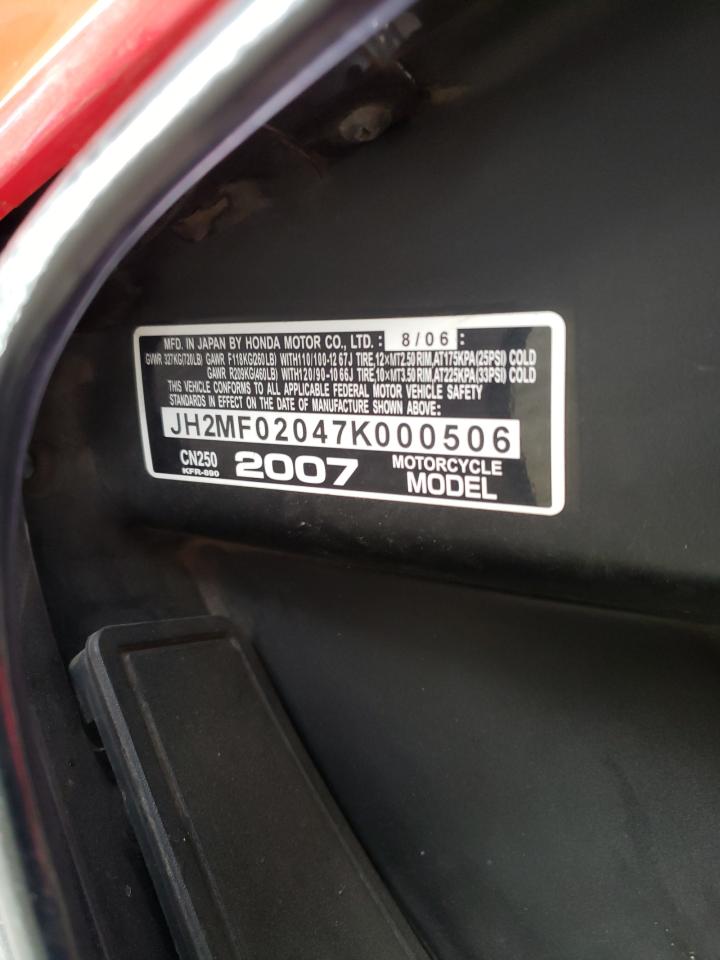 MFD. IN JAPAN BY HONDA MOTOR CO., LTD. : 8/06 :
GVWR 327KG(720LB) GAWR F118KG(260LB) WITH110/100-12 67J TIRE,12×MT2.50 RIM,AT175KPA(25PSI) COLD
GAWR R209KG(460LB) WITH120/90-10 66J TIRE,10×MT3.50 RIM,AT225KPA(33PSI) COLD
THIS VEHICLE CONFORMS TO ALL APPLICABLE FEDERAL MOTOR VEHICLE SAFETY
STANDARDS IN EFFECT ON THE DATE OF MANUFACTURE SHOWN ABOVE:
JH2MF02047K000506
CN250 2007 MOTORCYCLE
KFR-890 MODEL